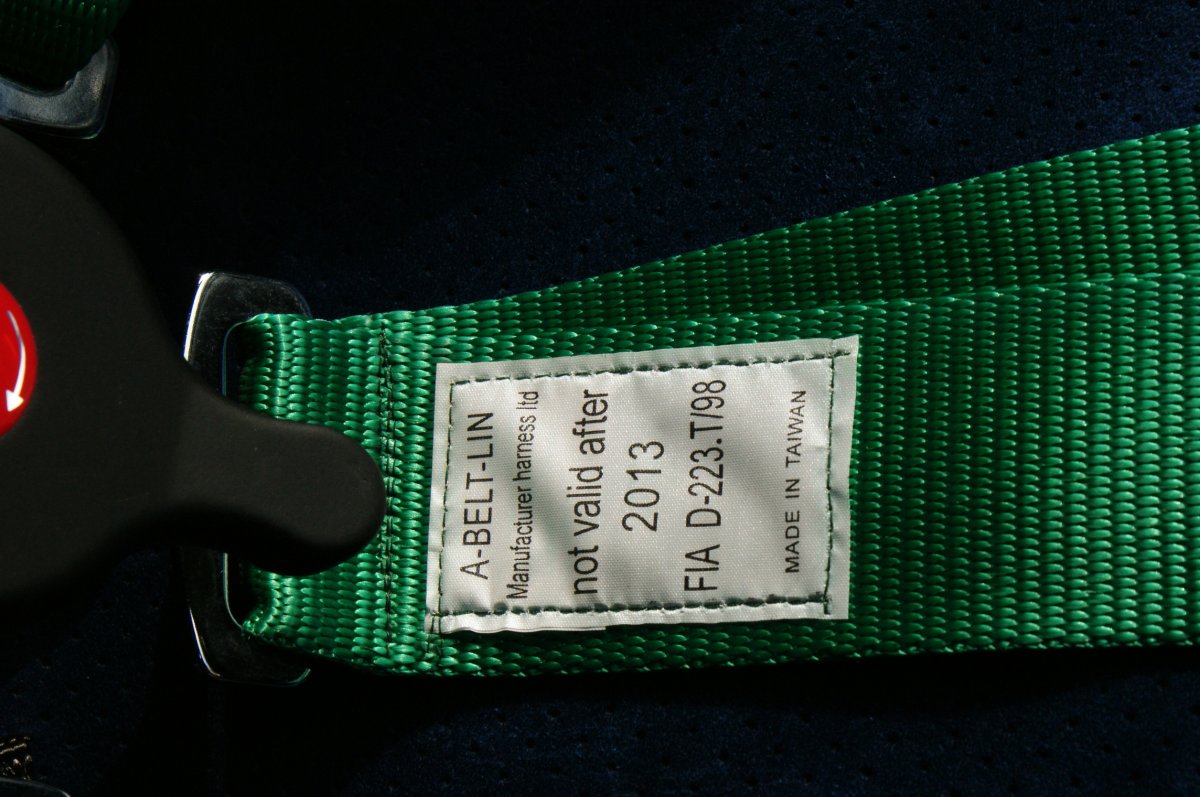 A-BELT-LIN
Manufacturer harness ltd
not valid after
2013
FIA D-223.T/98
MADE IN TAIWAN